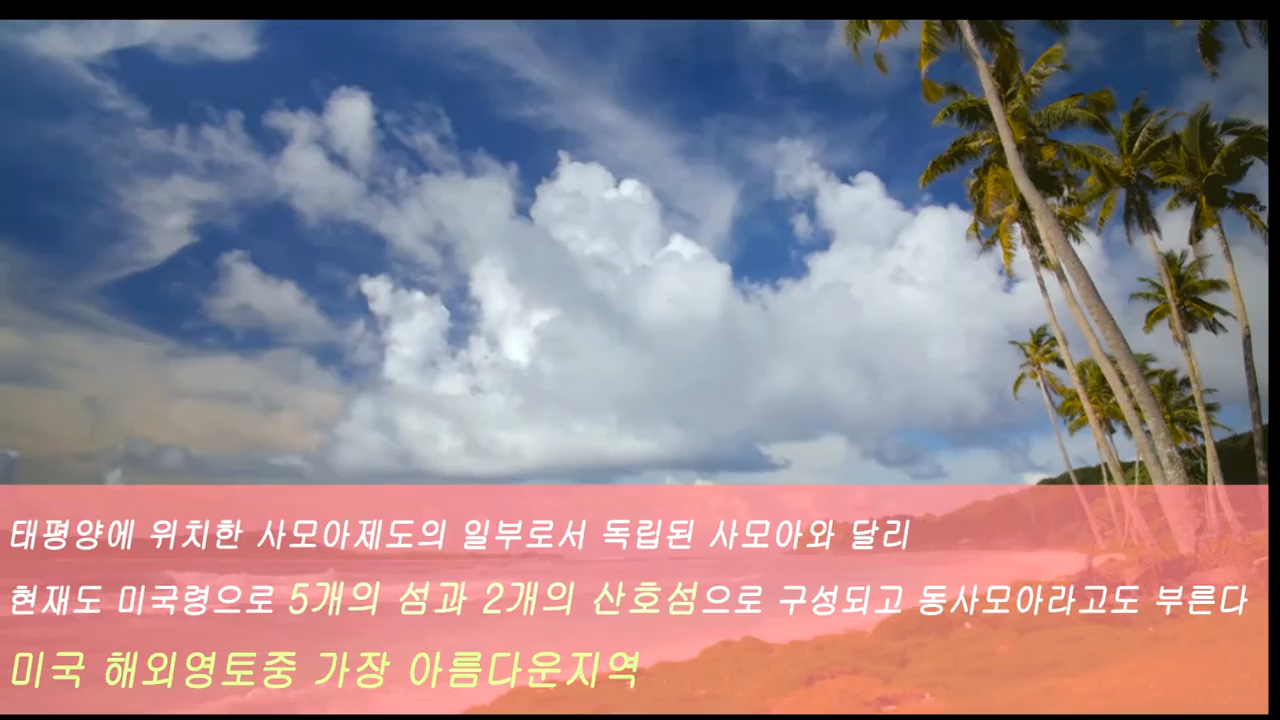 태평양에 위치한 사모아제도의 일부로서 독립된 사모아와 달리
현재도 미국령으로 5개의 섬과 2개의 산호섬으로 구성되고 동사모아라고도 부른다
미국 해외영토중 가장 아름다운지역